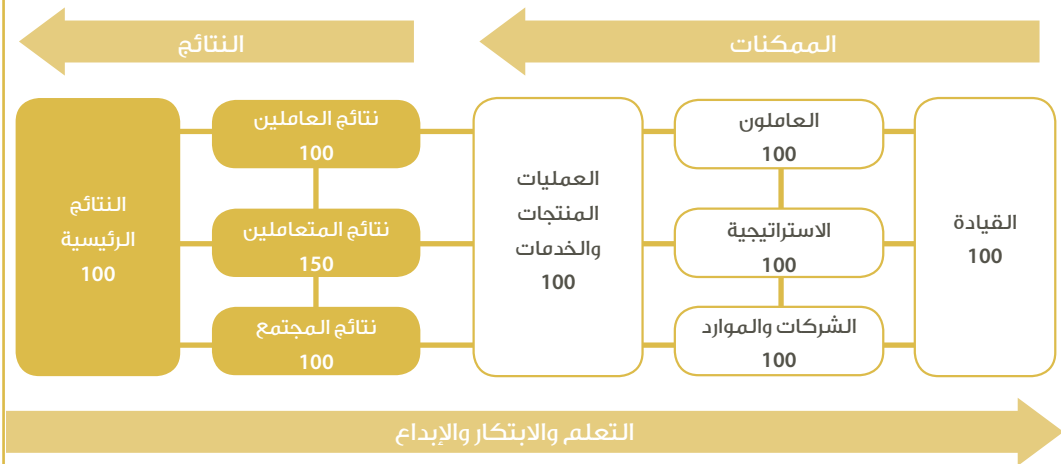 الممكنات
النتائج
القيادة
100
العاملون
100
الاستراتيجية
100
الشركات والموارد
100
العمليات
المنتجات
والخدمات
100
نتائج العاملين
100
نتائج المتعاملين
150
نتائج المجتمع
100
النتائج
الرئيسية
100
التعلم والابتكار والإبداع